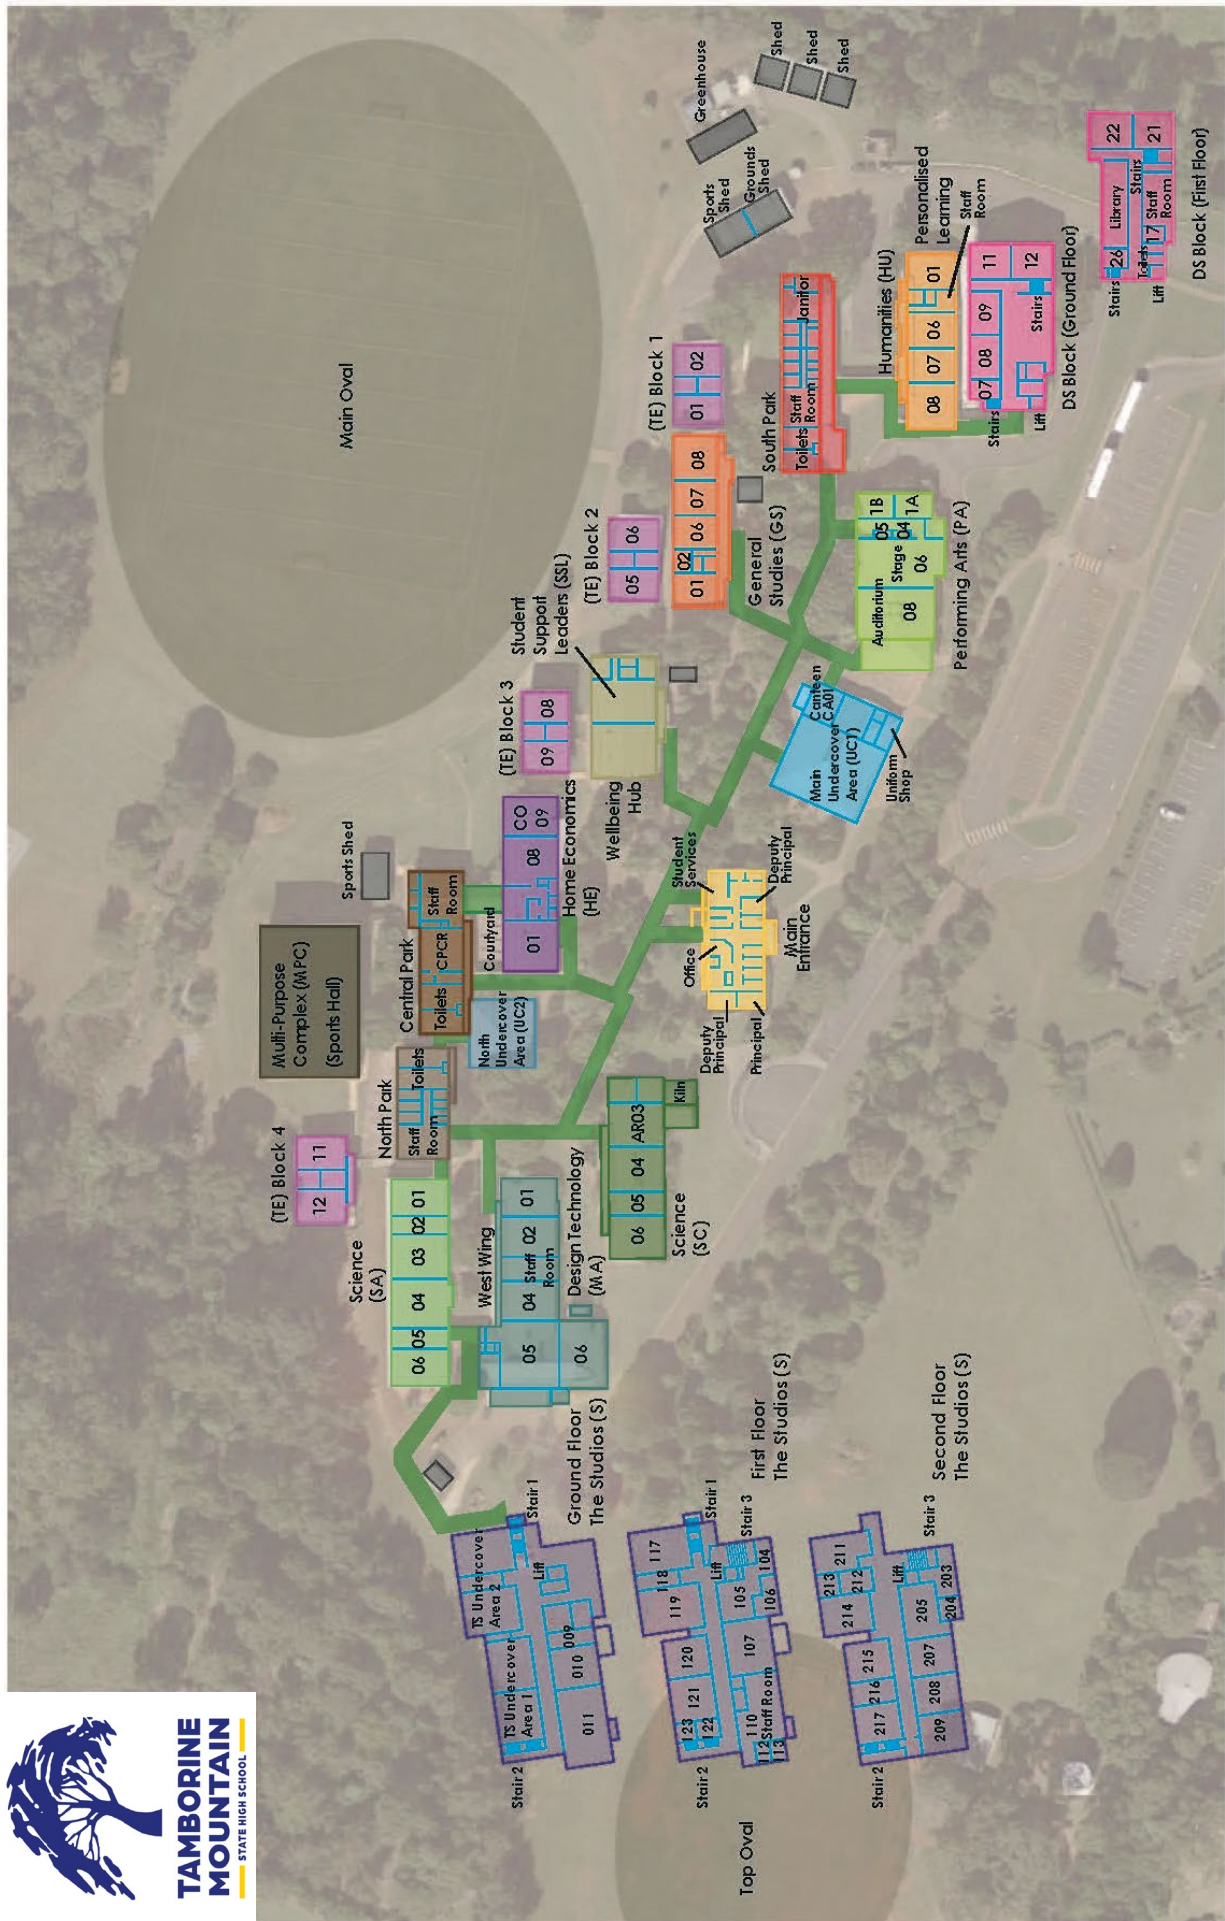 TAMBORINE
MOUNTAIN
STATE HIGH SCHOOL
Main Oval
Top Oval
Multi-Purpose
Complex (MPC)
(Sports Hall)
Sports Shed
(TE) Block 4
12
11
North Park
Staff
Room
Toilets
Central Park
Toilets
CPCR
Staff
Room
Courtyard
North
Undercover
Area (UC2)
01
08
CO
09
Home Economics
(HE)
(TE) Block 3
09
08
Student
Support
Leaders (SSL)
Wellbeing
Hub
(TE) Block 2
05
06
(TE) Block 1
01
02
01
02
06
07
08
General
Studies (GS)
Sports
Shed
Grounds
Shed
Greenhouse
Shed
Shed
Shed
South Park
Toilets
Staff
Room
Janitor
Humanities (HU)
08
07
06
01
Personalised
Learning
Staff
Room
07
08
09
11
12
Stairs
Stairs
Lift
DS Block (Ground Floor)
Stairs
26
Library
22
Stairs
21
Toilets
17
Staff
Room
Lift
DS Block (First Floor)
Auditorium
Stage
05
1B
04
1A
08
06
Performing Arts (PA)
Canteen
CA01
Main
Undercover
Area (UC1)
Uniform
Shop
Student
Services
Office
Deputy
Principal
Deputy
Principal
Principal
Main
Entrance
Science
(SA)
06
05
04
03
02
01
West Wing
05
04
Staff
Room
02
01
06
Design Technology
(MA)
06
05
04
AR03
Kiln
Science
(SC)
TS Undercover
Area 1
TS Undercover
Area 2
Stair 1
Stair 2
Lift
009
010
011
Ground Floor
The Studios (S)
117
118
119
120
121
123
122
Stair 1
Stair 3
Stair 2
Lift
104
105
106
107
110
Staff Room
112
113
First Floor
The Studios (S)
211
213
212
214
215
216
217
Lift
Stair 3
Stair 2
203
204
205
207
208
209
Second Floor
The Studios (S)